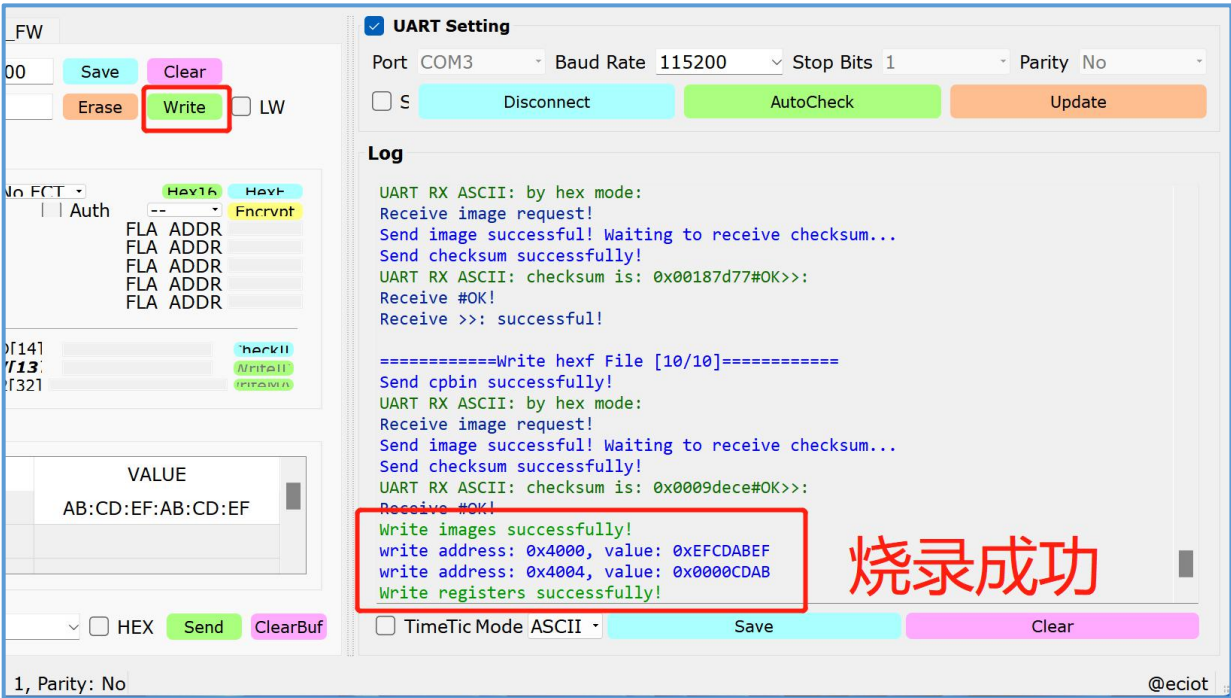 _FW
00
Save
Clear
Erase
Write
LW
No FCT
Hex16
HexF
Auth
--
Encrypt
FLA ADDR
FLA ADDR
FLA ADDR
FLA ADDR
FLA ADDR
VALUE
AB:CD:EF:AB:CD:EF
HEX
Send
ClearBuf
1, Parity: No
UART Setting
Port COM3 Baud Rate 115200 Stop Bits 1 Parity No
S Disconnect AutoCheck Update
Log
UART RX ASCII: by hex mode:
Receive image request!
Send image successful! Waiting to receive checksum...
Send checksum successfully!
UART RX ASCII: checksum is: 0x00187d77#OK>>:
Receive #OK!
Receive >>: successful!
============Write hexf File [10/10]============
Send cpbin successfully!
UART RX ASCII: by hex mode:
Receive image request!
Send image successful! Waiting to receive checksum...
Send checksum successfully!
UART RX ASCII: checksum is: 0x0009dece#OK>>:
Receive #OK!
Write images successfully!
write address: 0x4000, value: 0xEFCDABEF
write address: 0x4004, value: 0x0000CDAB
Write registers successfully!
烧录成功
TimeTic Mode ASCII Save Clear
@eciot